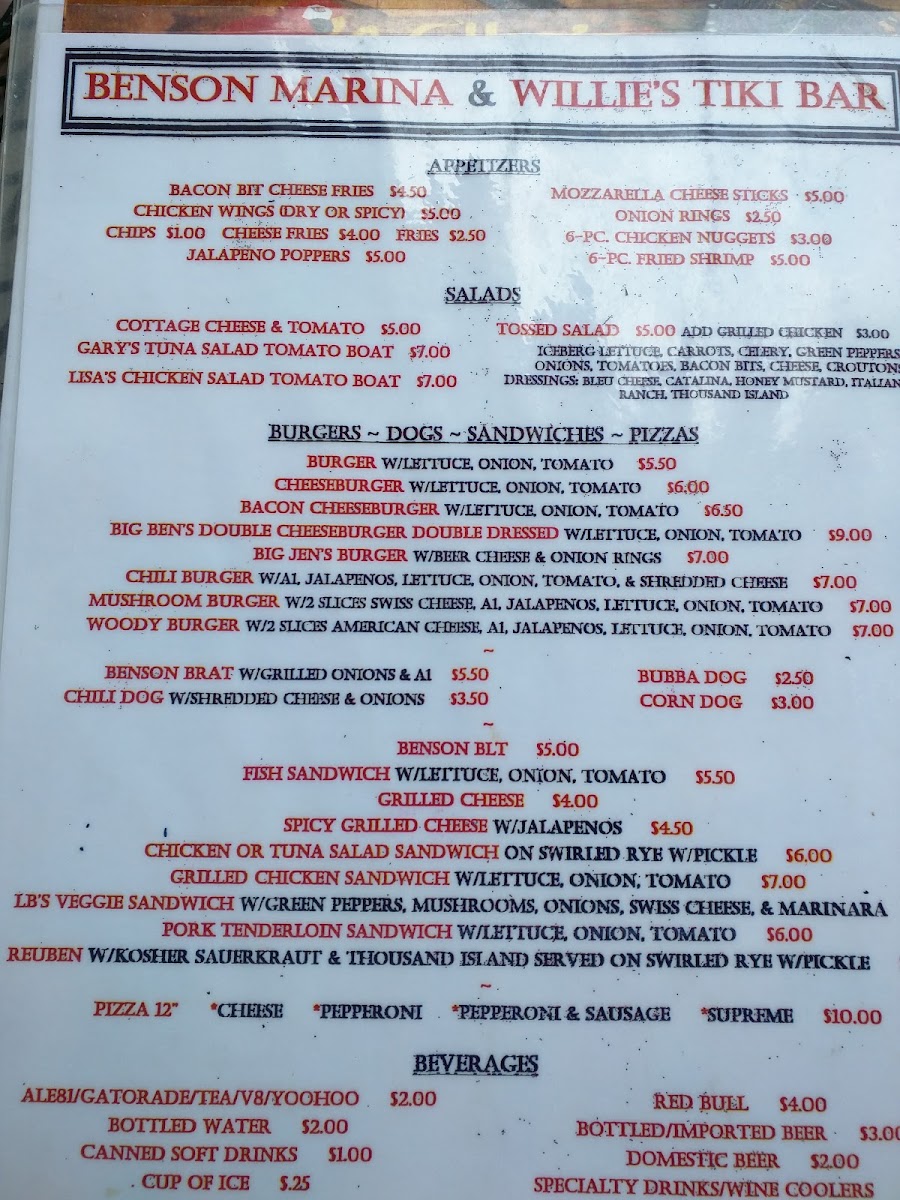 BENSON MARINA & WILLIE'S TIKI BAR
APPETIZERS
BACON BIT CHEESE FRIES $4.50
CHICKEN WINGS (DRY OR SPICY) $5.00
CHIPS $1.00 CHEESE FRIES $4.00 FRIES $2.50
JALAPENO POPPERS $5.00
MOZZARELLA CHEESE STICKS $5.00
ONION RINGS $2.50
6-PC. CHICKEN NUGGETS $3.00
6-PC. FRIED SHRIMP $5.00
SALADS
COTTAGE CHEESE & TOMATO $5.00
GARY'S TUNA SALAD TOMATO BOAT $7.00
LISA'S CHICKEN SALAD TOMATO BOAT $7.00
TOSSED SALAD $5.00 ADD GRILLED CHICKEN $3.00
ICEBERG LETTUCE, CARROTS, CELERY, GREEN PEPPERS
ONIONS, TOMATOES, BACON BITS, CHEESE, CROUTONS
DRESSINGS: BLEU CHEESE, CATALINA, HONEY MUSTARD, ITALIAN
RANCH, THOUSAND ISLAND
BURGERS ~ DOGS ~ SANDWICHES ~ PIZZAS
BURGER W/LETTUCE, ONION, TOMATO $5.50
CHEESEBURGER W/LETTUCE, ONION, TOMATO $6.00
BACON CHEESEBURGER W/LETTUCE, ONION, TOMATO $6.50
BIG BEN'S DOUBLE CHEESEBURGER DOUBLE DRESSED W/LETTUCE, ONION, TOMATO $9.00
BIG JEN'S BURGER W/BEER CHEESE & ONION RINGS $7.00
CHILI BURGER W/A1, JALAPENOS, LETTUCE, ONION, TOMATO, & SHREDDED CHEESE $7.00
MUSHROOM BURGER W/2 SLICES SWISS CHEESE, A1, JALAPENOS, LETTUCE, ONION, TOMATO $7.00
WOODY BURGER W/2 SLICES AMERICAN CHEESE, A1, JALAPENOS, LETTUCE, ONION, TOMATO $7.00
~
BENSON BRAT W/GRILLED ONIONS & A1 $5.50
CHILI DOG W/SHREDDED CHEESE & ONIONS $3.50
BUBBA DOG $2.50
CORN DOG $3.00
~
BENSON BLT $5.00
FISH SANDWICH W/LETTUCE, ONION, TOMATO $5.50
GRILLED CHEESE $4.00
SPICY GRILLED CHEESE W/JALAPENOS $4.50
CHICKEN OR TUNA SALAD SANDWICH ON SWIRLED RYE W/PICKLE $6.00
GRILLED CHICKEN SANDWICH W/LETTUCE, ONION, TOMATO $7.00
LB'S VEGGIE SANDWICH W/GREEN PEPPERS, MUSHROOMS, ONIONS, SWISS CHEESE, & MARINARA
PORK TENDERLOIN SANDWICH W/LETTUCE, ONION, TOMATO $6.00
REUBEN W/KOSHER SAUERKRAUT & THOUSAND ISLAND SERVED ON SWIRLED RYE W/PICKLE
~
PIZZA 12" *CHEESE *PEPPERONI *PEPPERONI & SAUSAGE *SUPREME $10.00
BEVERAGES
ALE81/GATORADE/TEA/V8/YOOHOO $2.00
BOTTLED WATER $2.00
CANNED SOFT DRINKS $1.00
CUP OF ICE $.25
RED BULL $4.00
BOTTLED/IMPORTED BEER $3.00
DOMESTIC BEER $2.00
SPECIALTY DRINKS/WINE COOLERS